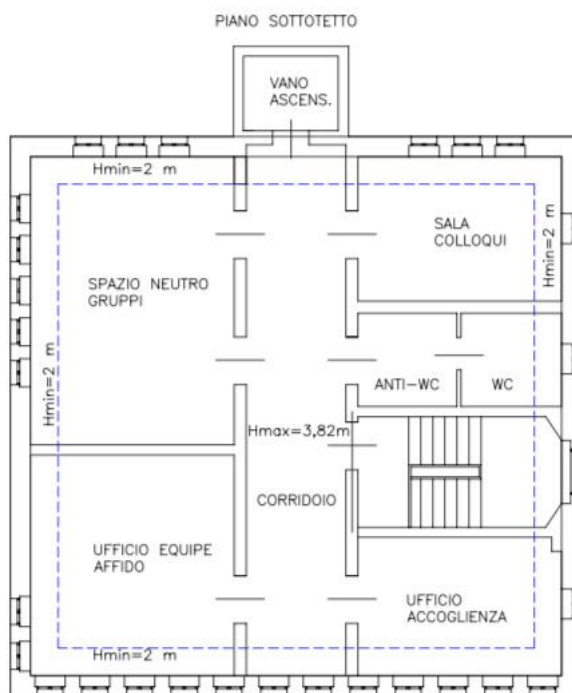 PIANO SOTTOTETTO
VANO
ASCENS.
Hmin=2 m
SALA
COLLOQUI
Hmin=2 m
SPAZIO NEUTRO
GRUPPI
Hmin=2 m
ANTI-WC
WC
Hmax=3,82m
CORRIDOIO
UFFICIO EQUIPE
AFFIDO
UFFICIO
ACCOGLIENZA
Hmin=2 m